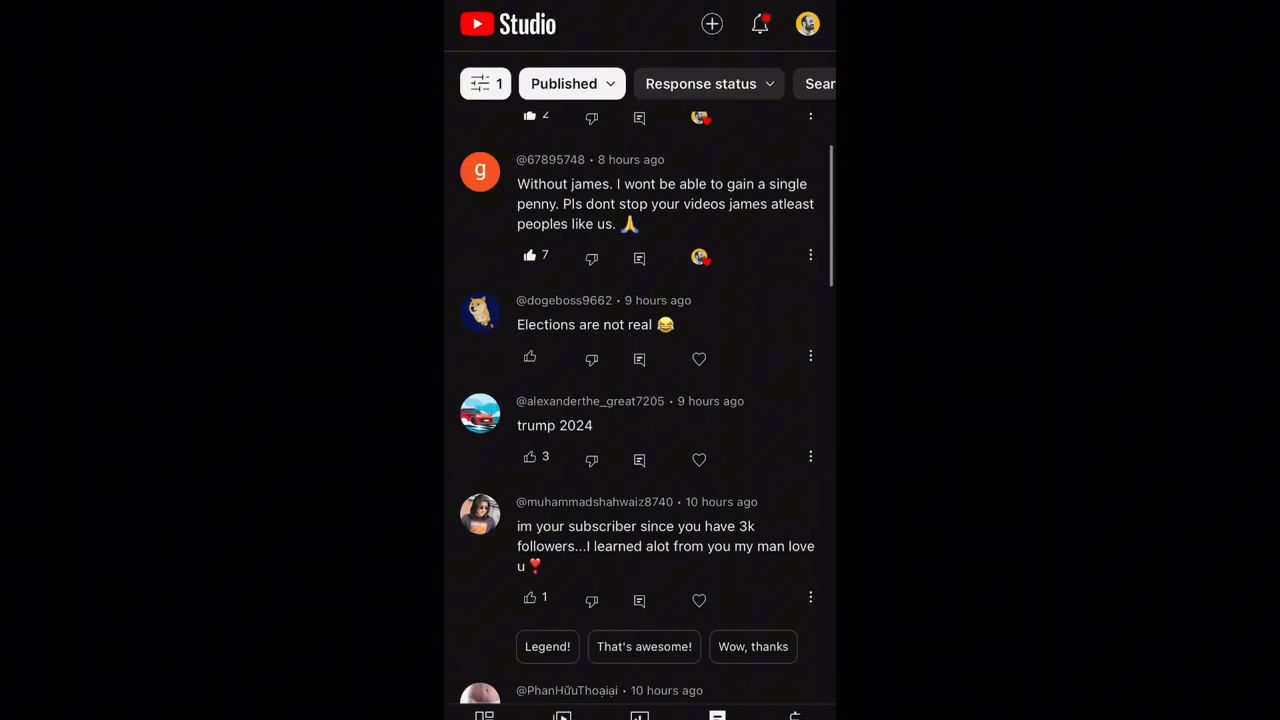 Studio
1
Published
Response status
Sear
2
g
@67895748 • 8 hours ago
Without james. I wont be able to gain a single
penny. Pls dont stop your videos james atleast
peoples like us. 🙏
7
@dogeboss9662 • 9 hours ago
Elections are not real 😂
@alexanderthe_great7205 • 9 hours ago
trump 2024
3
@muhammadshahwaiz8740 • 10 hours ago
im your subscriber since you have 3k
followers...I learned alot from you my man love
u❣️
1
Legend!
That's awesome!
Wow, thanks
@PhanHữuThoạiại • 10 hours ago